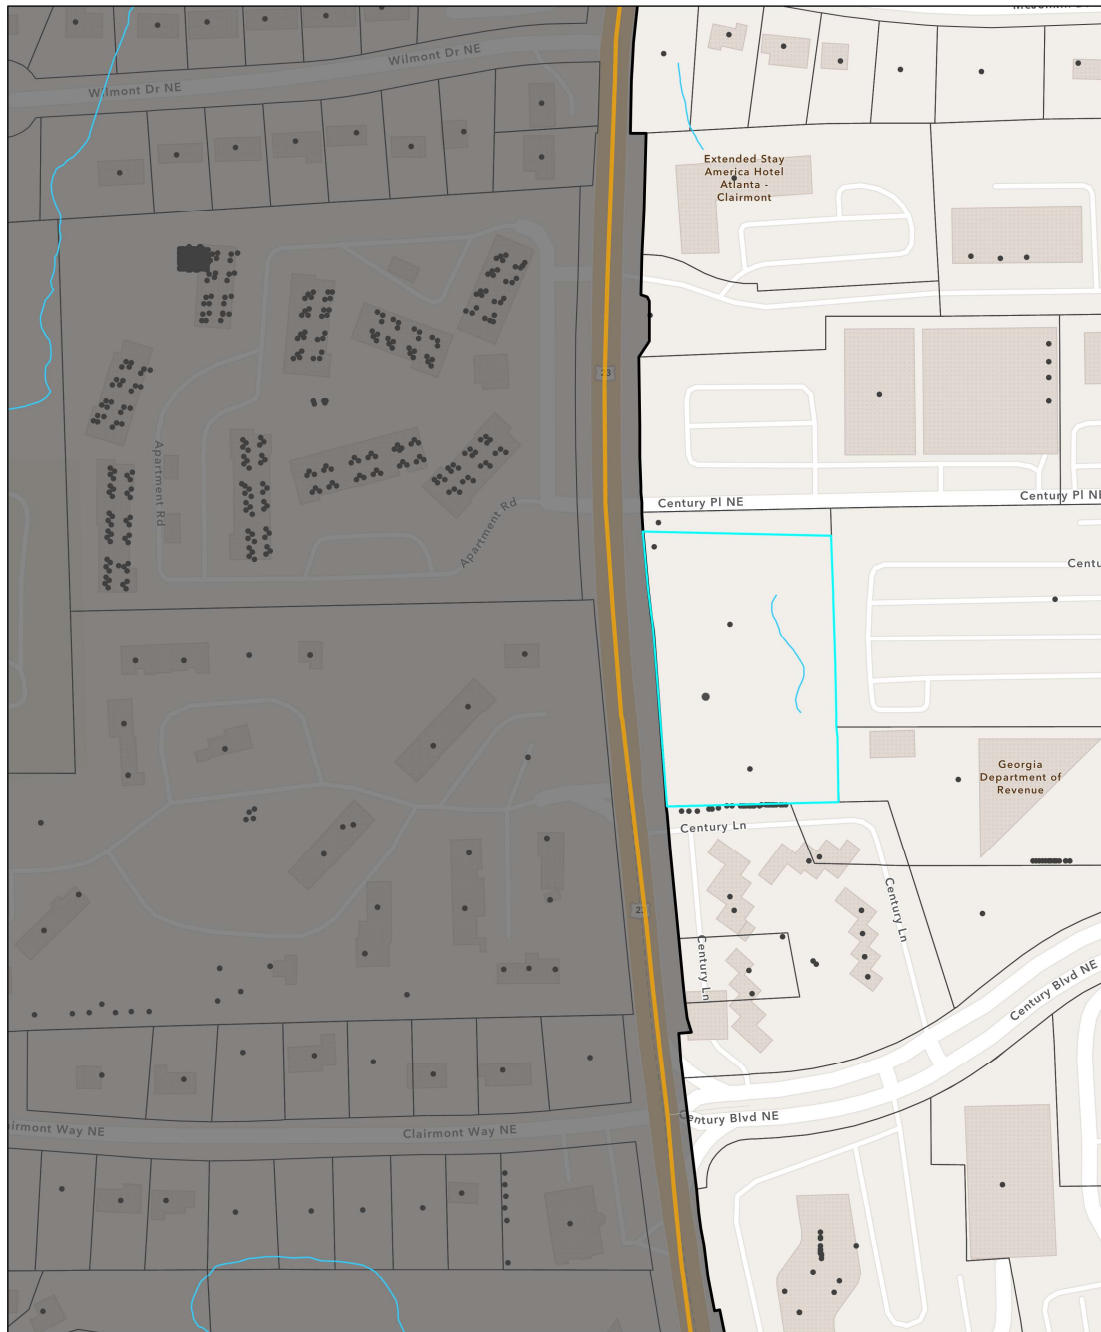 Wilmont Dr NE
Wilmont Dr NE
Extended Stay
America Hotel
Atlanta -
Clairmont
23
Apartment Rd
Apartment Rd
Century Pl NE
Century Pl NE
Centu
Georgia
Department of
Revenue
Century Ln
Century Ln
Century Ln
Century Blvd NE
Century Blvd NE
airmont Way NE
Clairmont Way NE